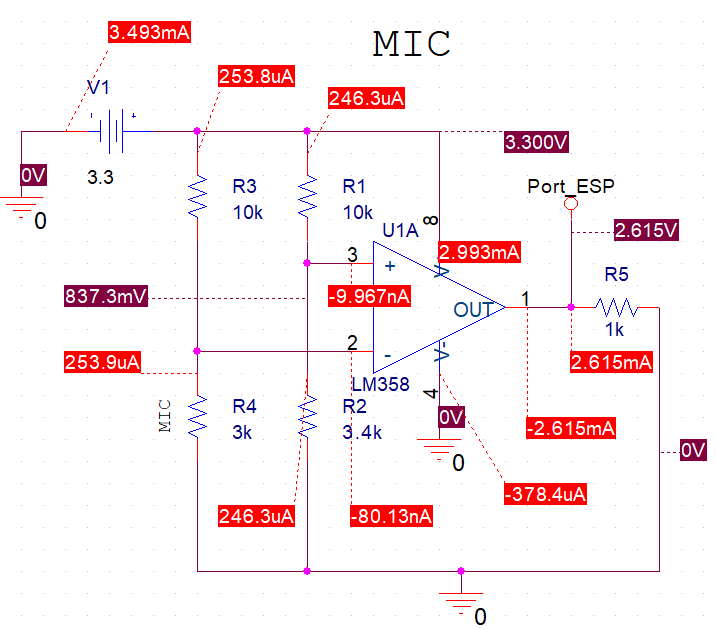 MIC
3.493mA
V1
253.8uA
246.3uA
3.300V
0V
3.3
R3
R1
Port_ESP
0
10k
10k
U1A
8
2.615V
3
+
2.993mA
V+
837.3mV
-9.967nA
OUT
1
R5
1k
2
-
V-
253.9uA
LM358
2.615mA
MIC
R4
R2
4
0V
3k
3.4k
-2.615mA
0
0V
246.3uA
-80.13nA
-378.4uA
0